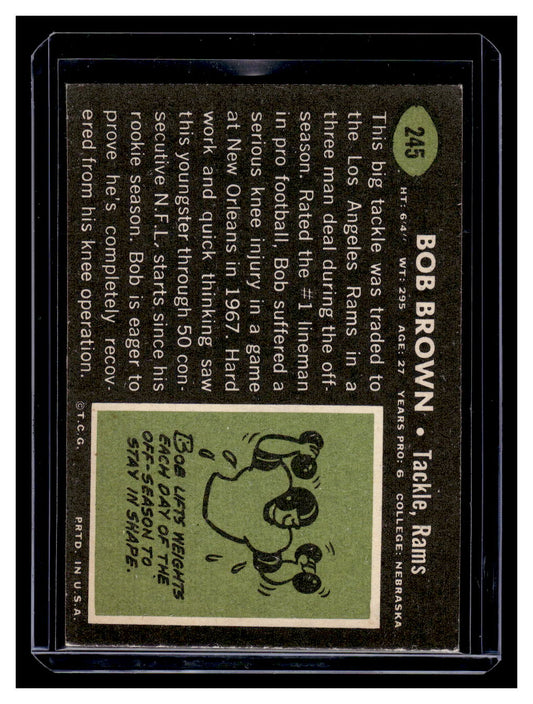 245
BOB BROWN • Tackle, Rams
HT: 6'4" WT: 295 AGE: 27 YEARS PRO: 6 COLLEGE: NEBRASKA
This big tackle was traded to
the Los Angeles Rams in a
three man deal during the off-
season. Rated the #1 lineman
in pro football, Bob suffered a
serious knee injury in a game
at New Orleans in 1967. Hard
work and quick thinking saw
this youngster through 50 con-
secutive N.F.L. starts since his
rookie season. Bob is eager to
prove he's completely recov-
ered from his knee operation.
BOB LIFTS WEIGHTS
EACH DAY OF THE
OFF-SEASON TO
STAY IN SHAPE.
©T.C.G.
PRTD. IN U.S.A.